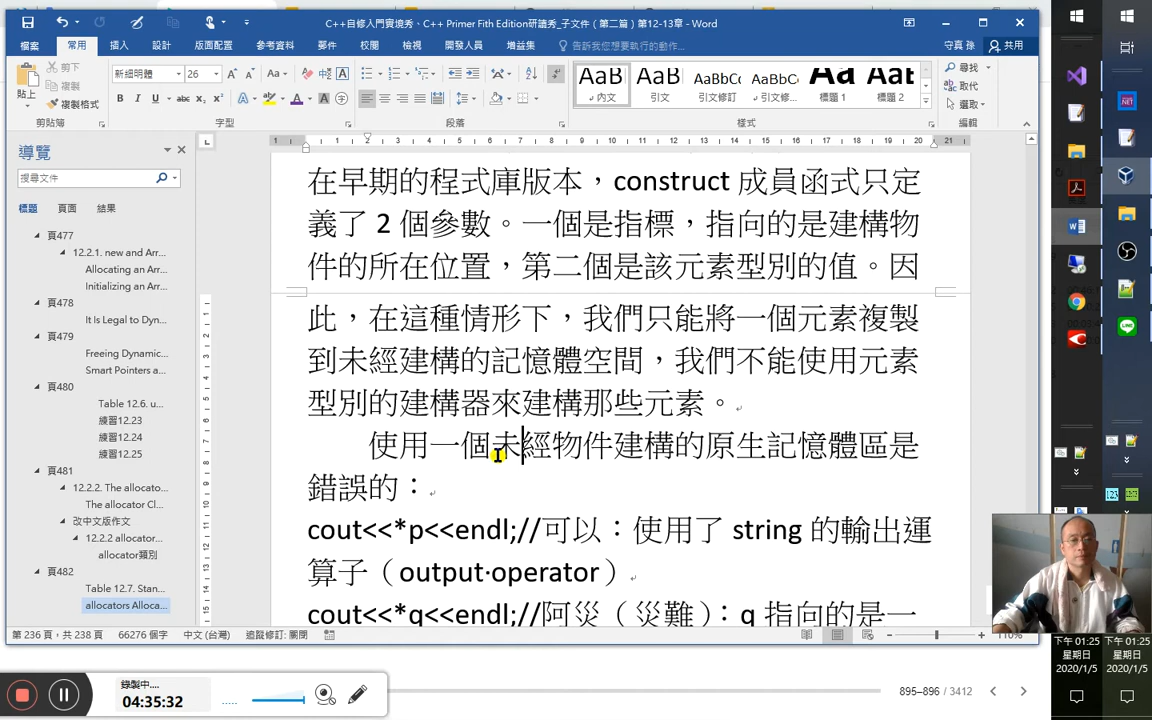 C++自修入門實境秀、C++ Primer Fith Edition研讀秀_子文件（第二篇）第12-13章 - Word
檔案 常用 插入 設計 版面配置 參考資料 郵件 校閱 檢視 開發人員 增益集 告訴我您想要執行的動作... 守真 孫 共用
貼上 剪下 複製 複製格式
新細明體 26
AaB 內文 AaB 引文 AaBbCc 引文修訂 AaBbCc 引文修... Aa 標題 1 Aat 標題 2
尋找 取代 選取
剪貼簿 字型 段落 樣式 編輯
導覽
搜尋文件
標題 頁面 結果
頁477
12.2.1. new and Arr...
Allocating an Arr...
Initializing an Arr...
頁478
It Is Legal to Dyn...
頁479
Freeing Dynamic...
Smart Pointers a...
頁480
Table 12.6. u...
練習12.23
練習12.24
練習12.25
頁481
12.2.2. The allocato...
The allocator Cl...
改中文版作文
12.2.2 allocator...
allocator類別
頁482
Table 12.7. Stan...
allocators Alloca...
在早期的程式庫版本，construct 成員函式只定
義了 2 個參數。一個是指標，指向的是建構物
件的所在位置，第二個是該元素型別的值。因
此，在這種情形下，我們只能將一個元素複製
到未經建構的記憶體空間，我們不能使用元素
型別的建構器來建構那些元素。
使用一個未經物件建構的原生記憶體區是
錯誤的：
cout<<*p<<endl;//可以：使用了 string 的輸出運
算子（output·operator）
cout<<*q<<endl;//阿災（災難）：q 指向的是一
第 236 頁，共 238 頁 66276 個字 中文 (台灣) 追蹤修訂: 關閉 110%
錄製中....
04:35:32
895–896 / 3412
下午 01:25 下午 01:25
星期日 星期日
2020/1/5 2020/1/5